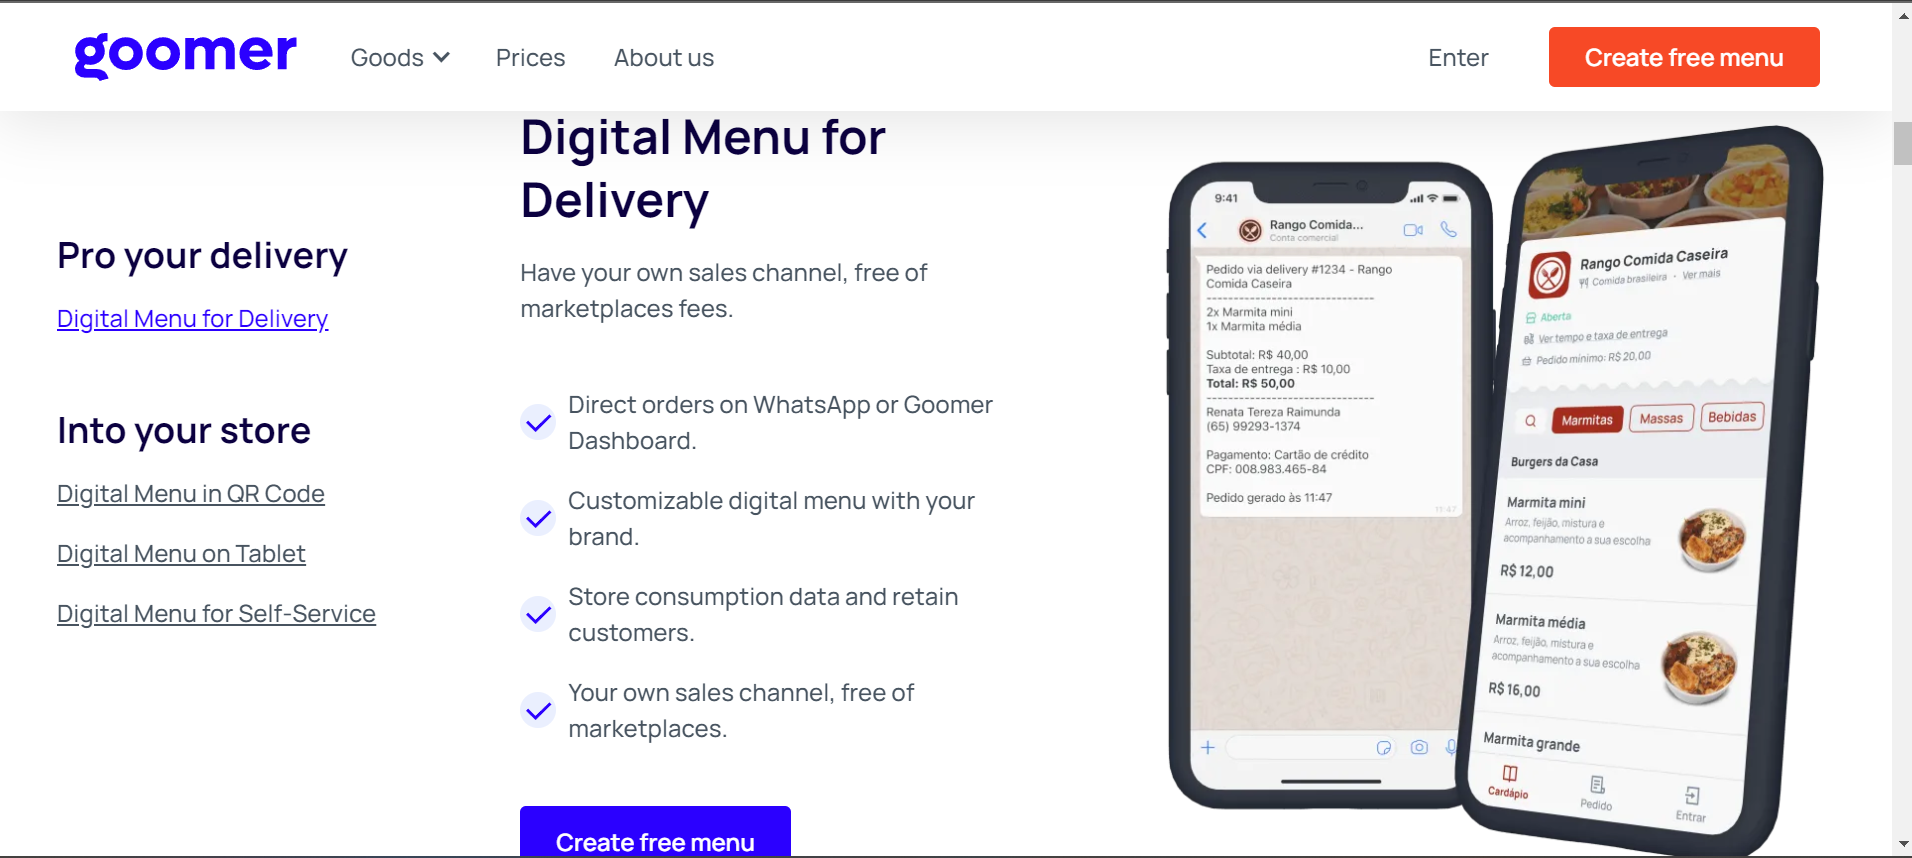 goomer
Goods
Prices
About us
Enter
Create free menu
Pro your delivery
Digital Menu for Delivery
Into your store
Digital Menu in QR Code
Digital Menu on Tablet
Digital Menu for Self-Service
Digital Menu for
Delivery
Have your own sales channel, free of
marketplaces fees.
Direct orders on WhatsApp or Goomer
Dashboard.
Customizable digital menu with your
brand.
Store consumption data and retain
customers.
Your own sales channel, free of
marketplaces.
Create free menu
9:41
Rango Comida...
Conta comercial
Pedido via delivery #1234 - Rango
Comida Caseira
--------------------------------
2x Marmita mini
1x Marmita média
Subtotal: R$ 40,00
Taxa de entrega : R$ 10,00
Total: R$ 50,00
--------------------------------
Renata Tereza Raimunda
(65) 99293-1374
Pagamento: Cartão de crédito
CPF: 008.983.465-84
Pedido gerado às 11:47
11:47
Rango Comida Caseira
Comida brasileira · Ver mais
Aberta
Ver tempo e taxa de entrega
Pedido mínimo: R$ 20,00
Marmitas
Massas
Bebidas
Burgers da Casa
Marmita mini
Arroz, feijão, mistura e
acompanhamento a sua escolha
R$ 12,00
Marmita média
Arroz, feijão, mistura e
acompanhamento a sua escolha
R$ 16,00
Marmita grande
Cardápio
Pedido
Entrar